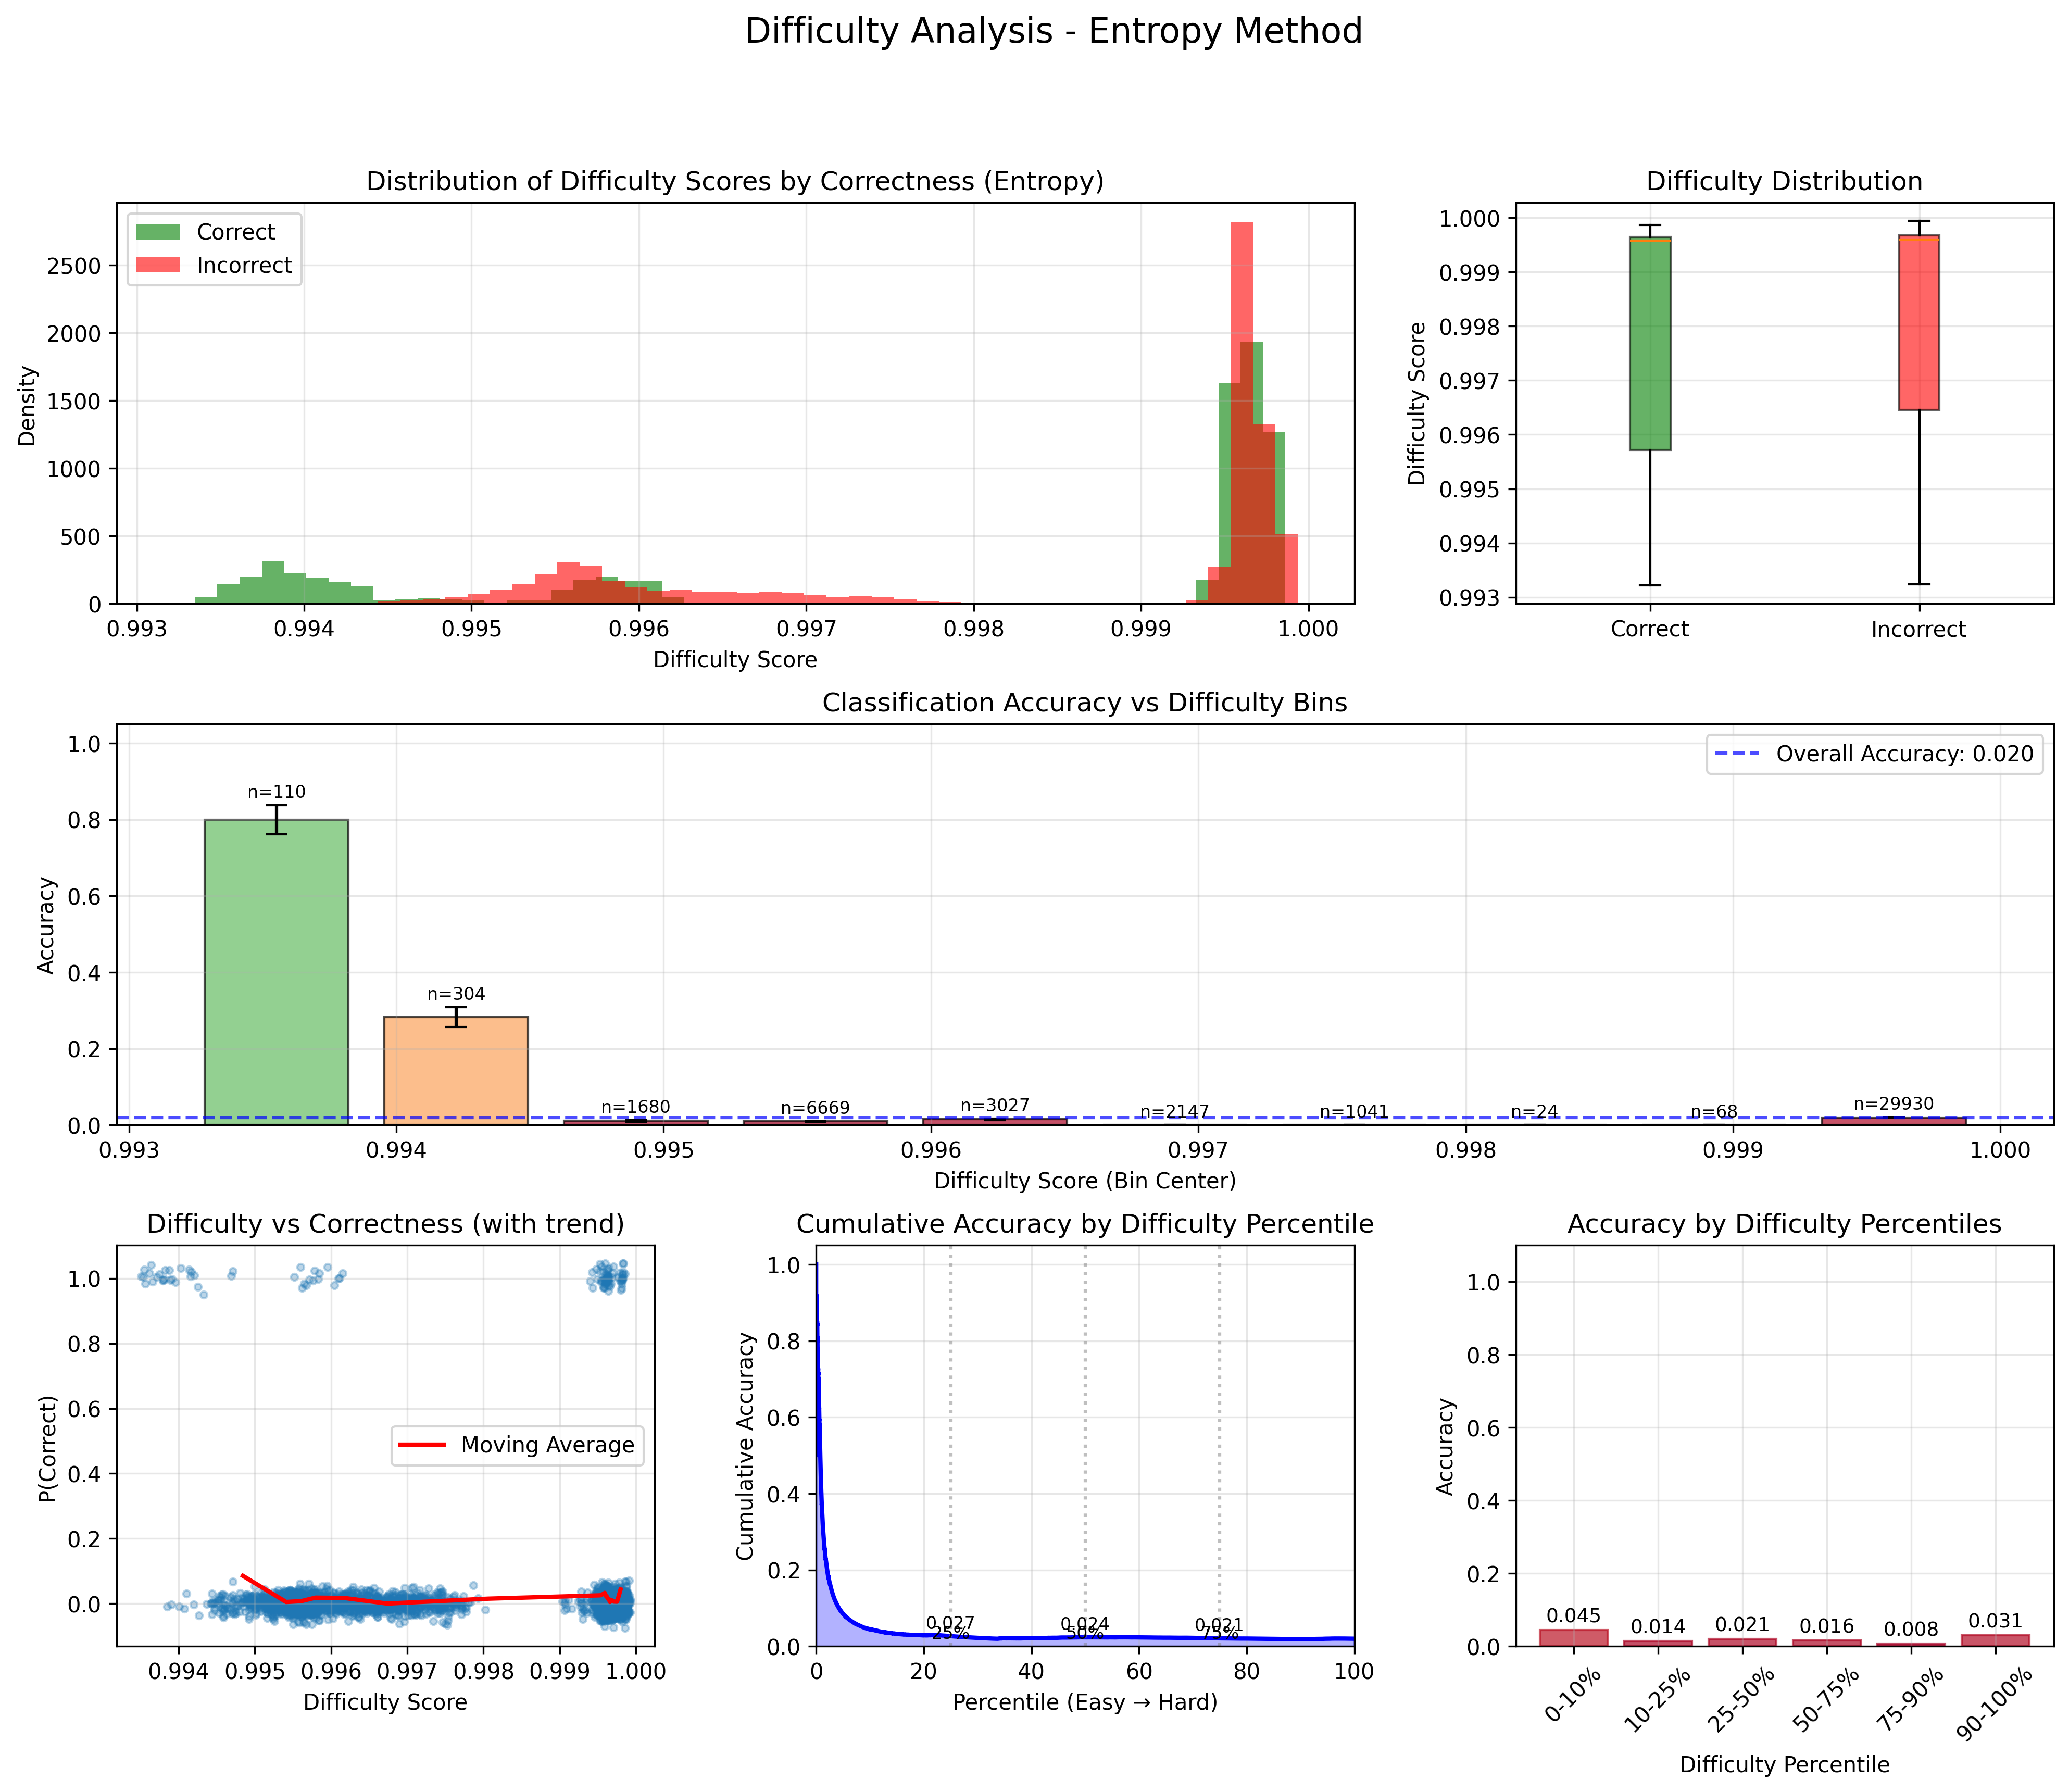 Difficulty Analysis - Entropy Method
Distribution of Difficulty Scores by Correctness (Entropy)
Correct
Incorrect
2500
2000
1500
1000
500
0
Density
0.993 0.994 0.995 0.996 0.997 0.998 0.999 1.000
Difficulty Score
Difficulty Distribution
1.000
0.999
0.998
0.997
0.996
0.995
0.994
0.993
Difficulty Score
Correct Incorrect
Classification Accuracy vs Difficulty Bins
Overall Accuracy: 0.020
1.0
0.8
0.6
0.4
0.2
0.0
Accuracy
n=110
n=304
n=1680
n=6669
n=3027
n=2147
n=1041
n=24
n=68
n=29930
0.993 0.994 0.995 0.996 0.997 0.998 0.999 1.000
Difficulty Score (Bin Center)
Difficulty vs Correctness (with trend)
1.0
0.8
0.6
0.4
0.2
0.0
P(Correct)
Moving Average
0.994 0.995 0.996 0.997 0.998 0.999 1.000
Difficulty Score
Cumulative Accuracy by Difficulty Percentile
1.0
0.8
0.6
0.4
0.2
0.0
Cumulative Accuracy
0.027
25%
0.024
50%
0.021
75%
0 20 40 60 80 100
Percentile (Easy → Hard)
Accuracy by Difficulty Percentiles
1.0
0.8
0.6
0.4
0.2
0.0
Accuracy
0.045
0.014
0.021
0.016
0.008
0.031
0-10%
10-25%
25-50%
50-75%
75-90%
90-100%
Difficulty Percentile